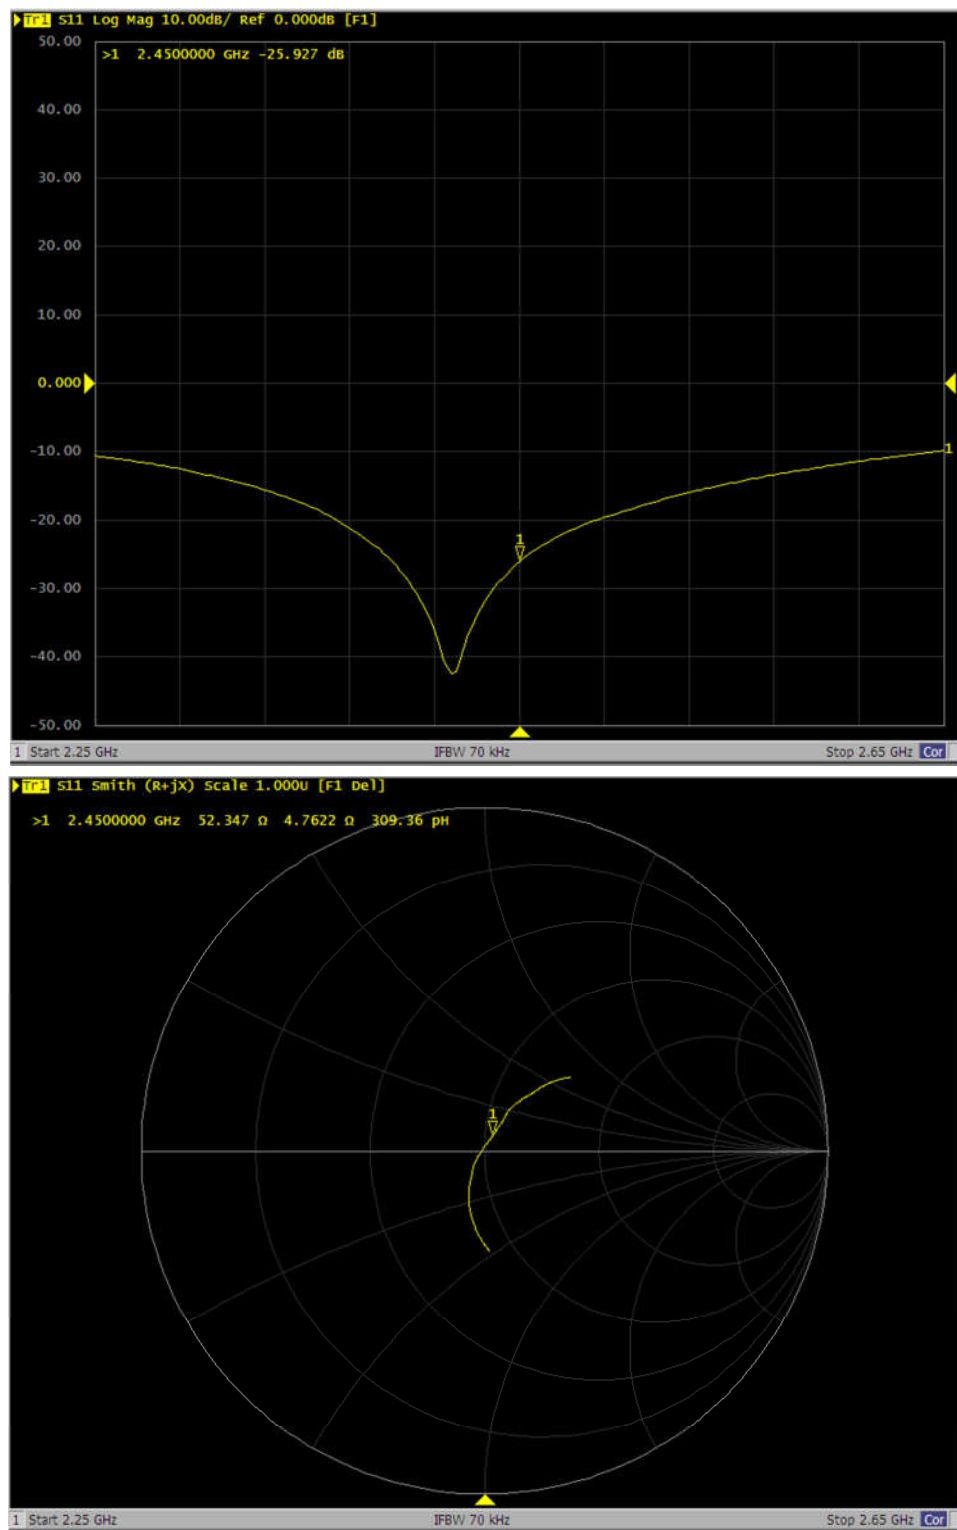 Tr1 S11 Log Mag 10.00dB/ Ref 0.000dB [F1]
50.00
>1 2.4500000 GHz -25.927 dB
40.00
30.00
20.00
10.00
0.000
-10.00
1
-20.00
1
-30.00
-40.00
-50.00
1 Start 2.25 GHz IFBW 70 kHz Stop 2.65 GHz Cor
Tr1 S11 Smith (R+jX) Scale 1.000U [F1 Del]
>1 2.4500000 GHz 52.347 Ω 4.7622 Ω 309.36 pH
1
1 Start 2.25 GHz IFBW 70 kHz Stop 2.65 GHz Cor